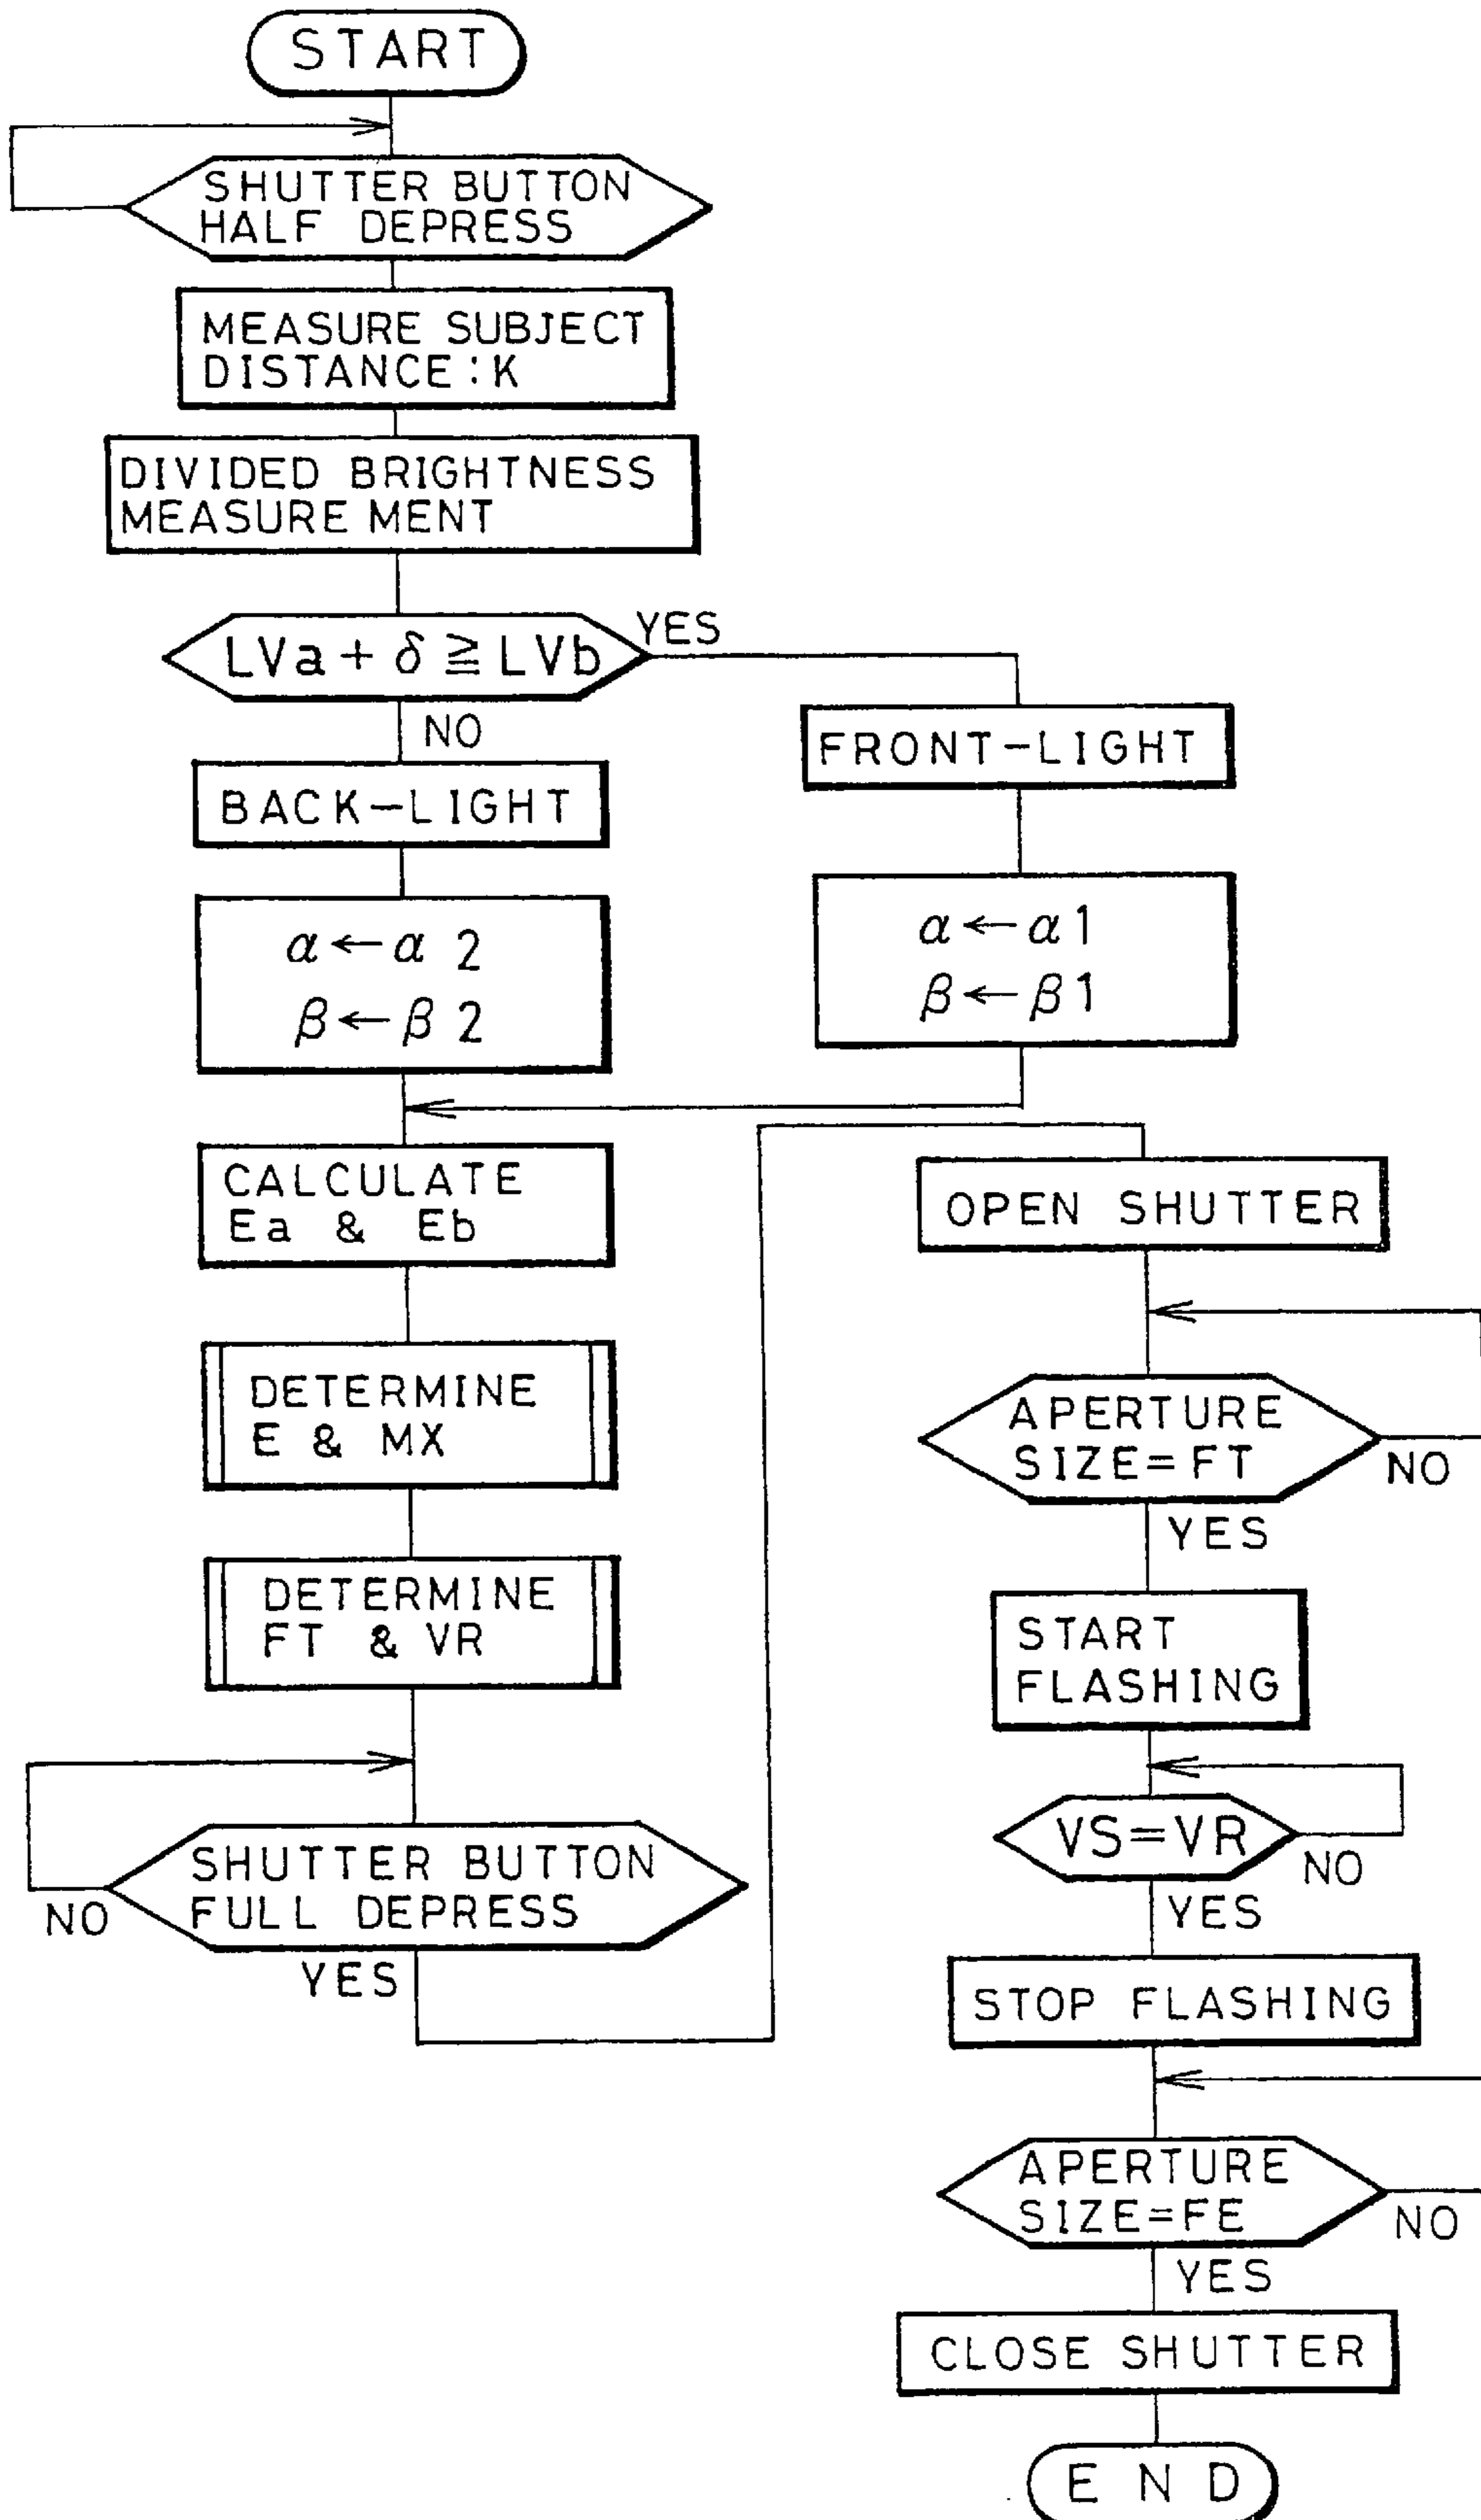 START
SHUTTER BUTTON
HALF DEPRESS
MEASURE SUBJECT
DISTANCE:K
DIVIDED BRIGHTNESS
MEASUREMENT
LVa + δ ≧ LVb
YES
NO
BACK-LIGHT
α ← α 2
β ← β 2
FRONT-LIGHT
α ← α 1
β ← β 1
CALCULATE
Ea & Eb
DETERMINE
E & MX
DETERMINE
FT & VR
SHUTTER BUTTON
FULL DEPRESS
NO
YES
OPEN SHUTTER
APERTURE
SIZE=FT
NO
YES
START
FLASHING
VS=VR
NO
YES
STOP FLASHING
APERTURE
SIZE=FE
NO
YES
CLOSE SHUTTER
END